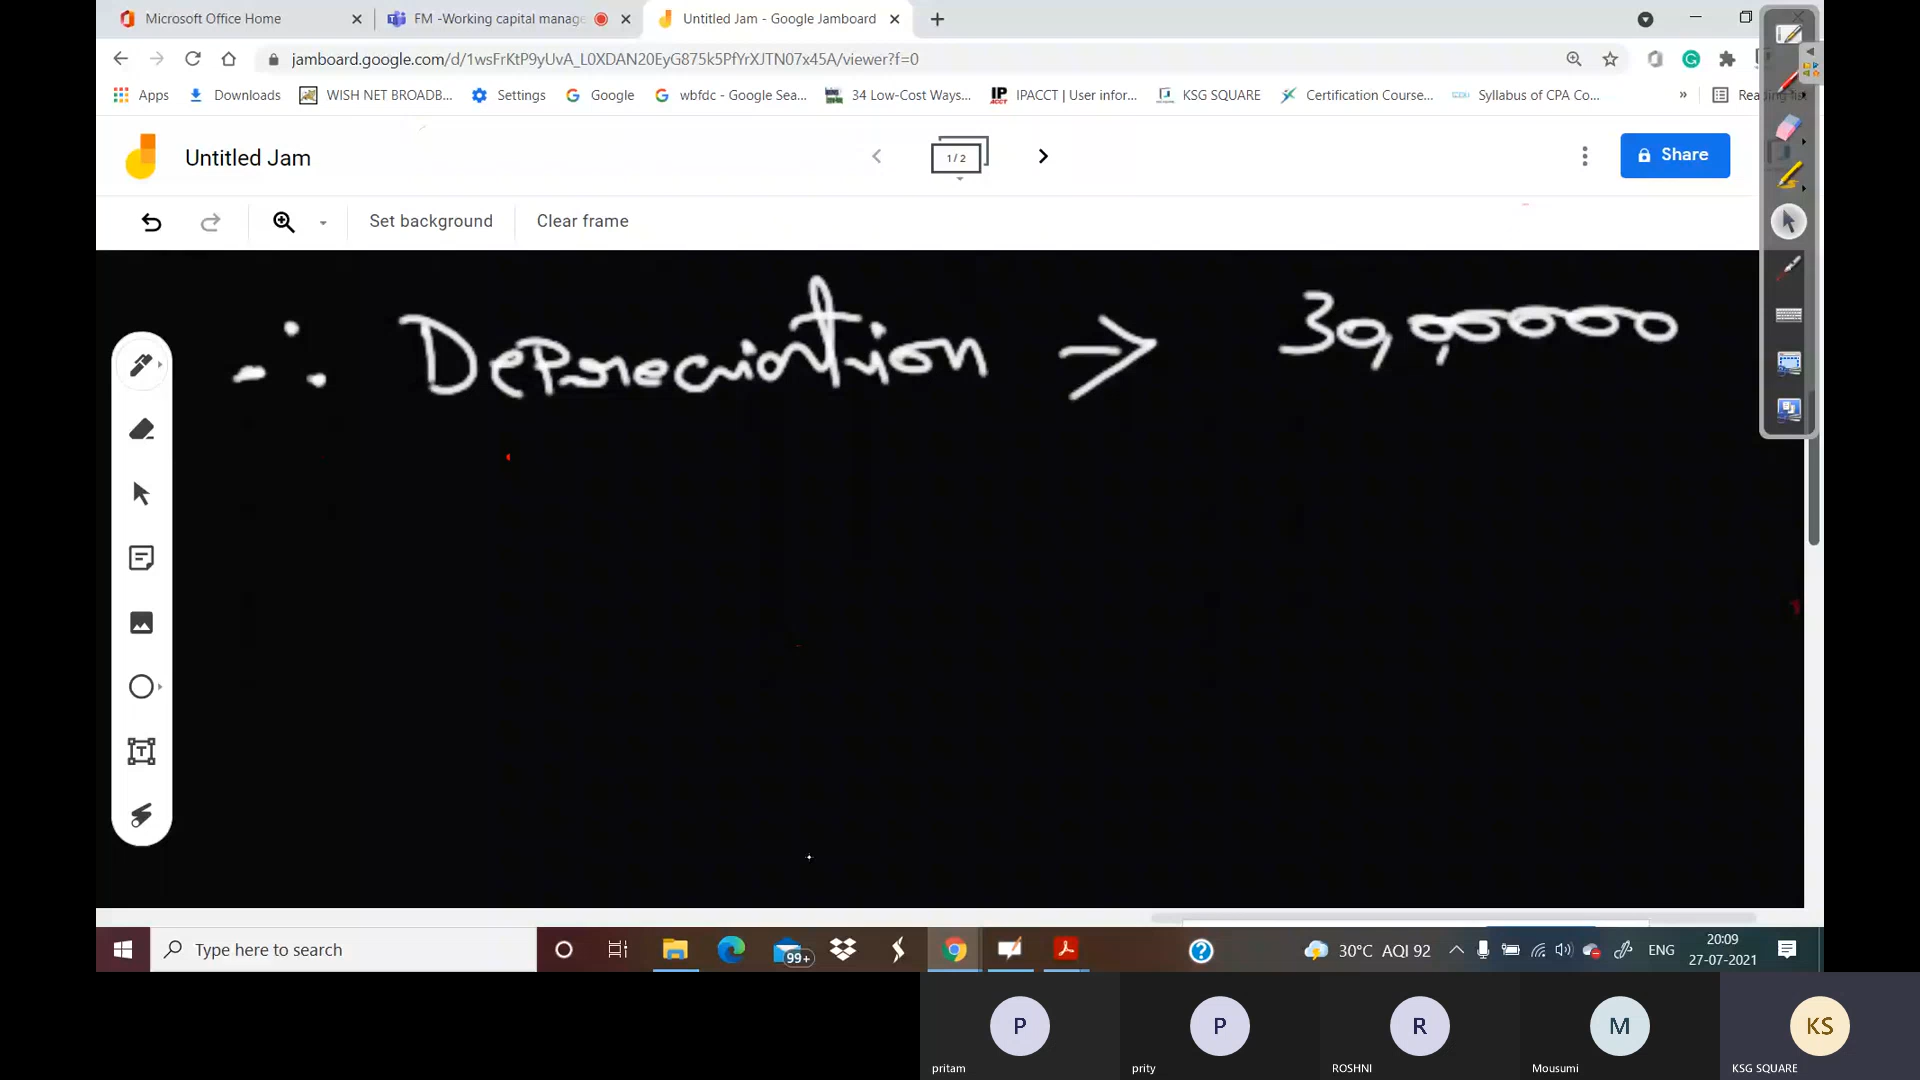 Microsoft Office Home
FM -Working capital manage
Untitled Jam - Google Jamboard
jamboard.google.com/d/1wsFrKtP9yUvA_L0XDAN20EyG875k5PfYrXJTN07x45A/viewer?f=0
Apps Downloads WISH NET BROADB... Settings Google wbfdc - Google Sea... 34 Low-Cost Ways... IPACCT | User infor... KSG SQUARE Certification Course... Syllabus of CPA Co... » Reading list
Untitled Jam
1 / 2
Share
Set background
Clear frame
∴ Depreciation ⇒
Type here to search
99+
30°C AQI 92
ENG
20:09
27-07-2021
P P R M KS
pritam prity ROSHNI Mousumi KSG SQUARE